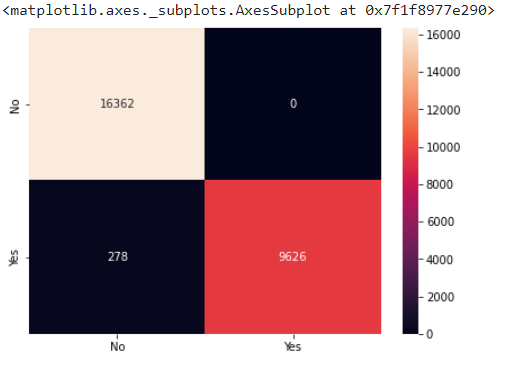 <matplotlib.axes._subplots.AxesSubplot at 0x7f1f8977e290>
No
16362
0
Yes
278
9626
No
Yes
16000
14000
12000
10000
8000
6000
4000
2000
0